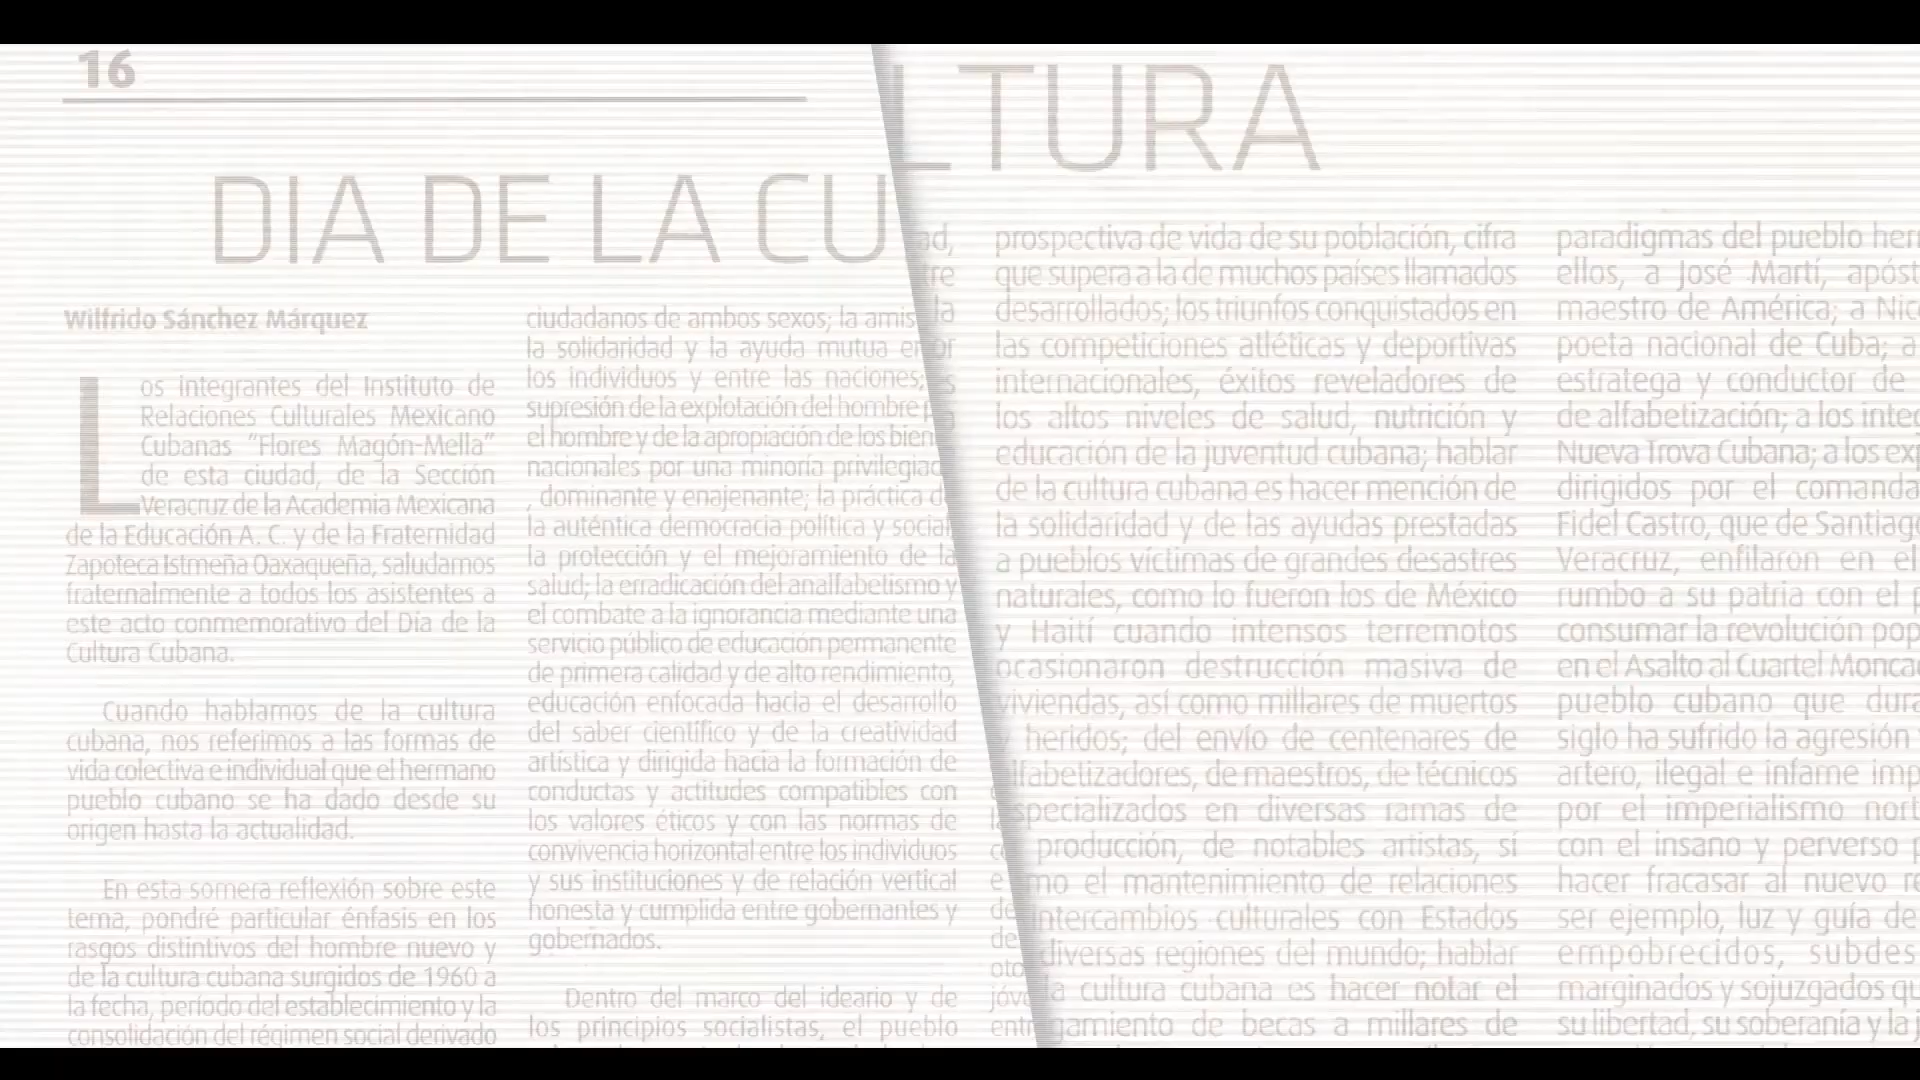 16
DIA DE LA CU
Wilfrido Sánchez Márquez
Los integrantes del Instituto de
Relaciones Culturales Mexicano
Cubanas "Flores Magón-Mella"
de esta ciudad, de la Sección
Veracruz de la Academia Mexicana
de la Educación A. C. y de la Fraternidad
Zapoteca Istmeña Oaxaqueña, saludamos
fraternalmente a todos los asistentes a
este acto conmemorativo del Dia de la
Cultura Cubana.
Cuando hablamos de la cultura
cubana, nos referimos a las formas de
vida colectiva e individual que el hermano
pueblo cubano se ha dado desde su
origen hasta la actualidad.
En esta somera reflexión sobre este
tema, pondré particular énfasis en los
rasgos distintivos del hombre nuevo y
de la cultura cubana surgidos de 1960 a
la fecha, período del establecimiento y la
consolidación del régimen social derivado
ciudadanos de ambos sexos; la amis
la solidaridad y la ayuda mutua en
los individuos y entre las naciones;
supresión de la explotación del hombre p
el hombre y de la apropiación de los bien
nacionales por una minoría privilegiad
, dominante y enajenante; la práctica d
la auténtica democracia política y social
la protección y el mejoramiento de la
salud; la erradicación del analfabetismo y
el combate a la ignorancia mediante una
servicio público de educación permanente
de primera calidad y de alto rendimiento,
educación enfocada hacia el desarrollo
del saber científico y de la creatividad
artística y dirigida hacia la formación de
conductas y actitudes compatibles con
los valores éticos y con las normas de
convivencia horizontal entre los individuos
y sus instituciones y de relación vertical
honesta y cumplida entre gobernantes y
gobernados.
Dentro del marco del ideario y de
los principios socialistas, el pueblo
LTURA
prospectiva de vida de su población, cifra
que supera a la de muchos países llamados
desarrollados; los triunfos conquistados en
las competiciones atléticas y deportivas
internacionales, éxitos reveladores de
los altos niveles de salud, nutrición y
educación de la juventud cubana; hablar
de la cultura cubana es hacer mención de
la solidaridad y de las ayudas prestadas
a pueblos víctimas de grandes desastres
naturales, como lo fueron los de México
y Haití cuando intensos terremotos
ocasionaron destrucción masiva de
viviendas, así como millares de muertos
y heridos; del envío de centenares de
lfabetizadores, de maestros, de técnicos
specializados en diversas ramas de
producción, de notables artistas, sí
mo el mantenimiento de relaciones
intercambios culturales con Estados
diversas regiones del mundo; hablar
la cultura cubana es hacer notar el
gamiento de becas a millares de
paradigmas del pueblo her
ellos, a José Martí, apóst
maestro de América; a Nic
poeta nacional de Cuba; a
estratega y conductor de
de alfabetización; a los integ
Nueva Trova Cubana; a los exp
dirigidos por el comanda
Fidel Castro, que de Santiago
Veracruz, enfilaron en el
rumbo a su patria con el p
consumar la revolución pop
en el Asalto al Cuartel Moncad
pueblo cubano que dura
siglo ha sufrido la agresión
artero, ilegal e infame imp
por el imperialismo nort
con el insano y perverso p
hacer fracasar al nuevo re
ser ejemplo, luz y guía de
empobrecidos, subdes
marginados y sojuzgados qu
su libertad, su soberanía y la j